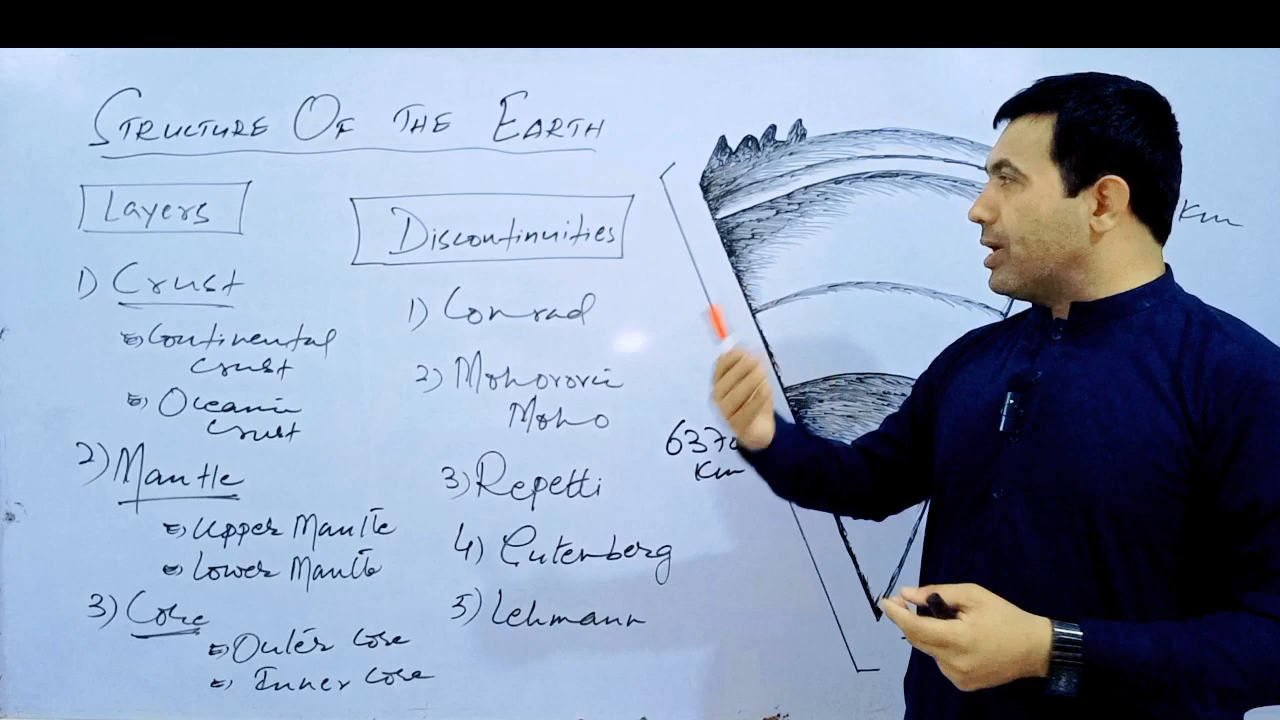 STRUCTURE OF THE EARTH
Layers
1) Crust
⇒ Continental
Crust
⇒ Oceanic
Crust
2) Mantle
⇒ Upper Mantle
⇒ Lower Mantle
3) Core
⇒ Outer Core
⇒ Inner Core
Discontinuities
1) Conrad
2) Mohorovic
Moho
3) Repetti
4) Gutenberg
5) Lehmann
Km
Km